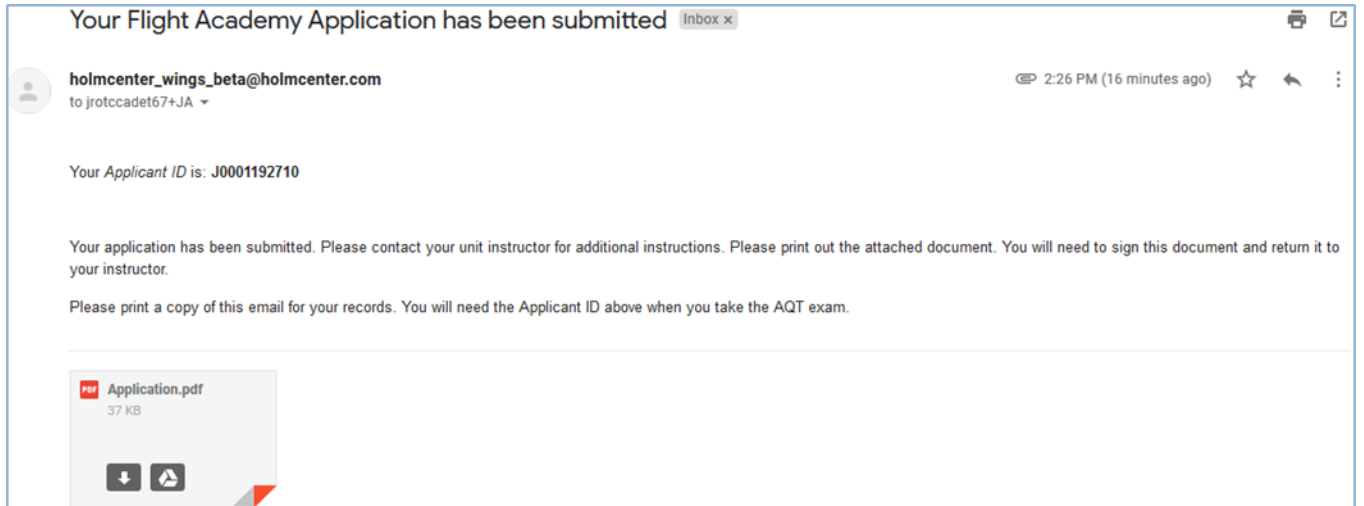 Your Flight Academy Application has been submitted Inbox x
holmcenter_wings_beta@holmcenter.com 2:26 PM (16 minutes ago)
to jrotccadet67+JA
Your Applicant ID is: J0001192710
Your application has been submitted. Please contact your unit instructor for additional instructions. Please print out the attached document. You will need to sign this document and return it to
your instructor.
Please print a copy of this email for your records. You will need the Applicant ID above when you take the AQT exam.
PDF Application.pdf
37 KB